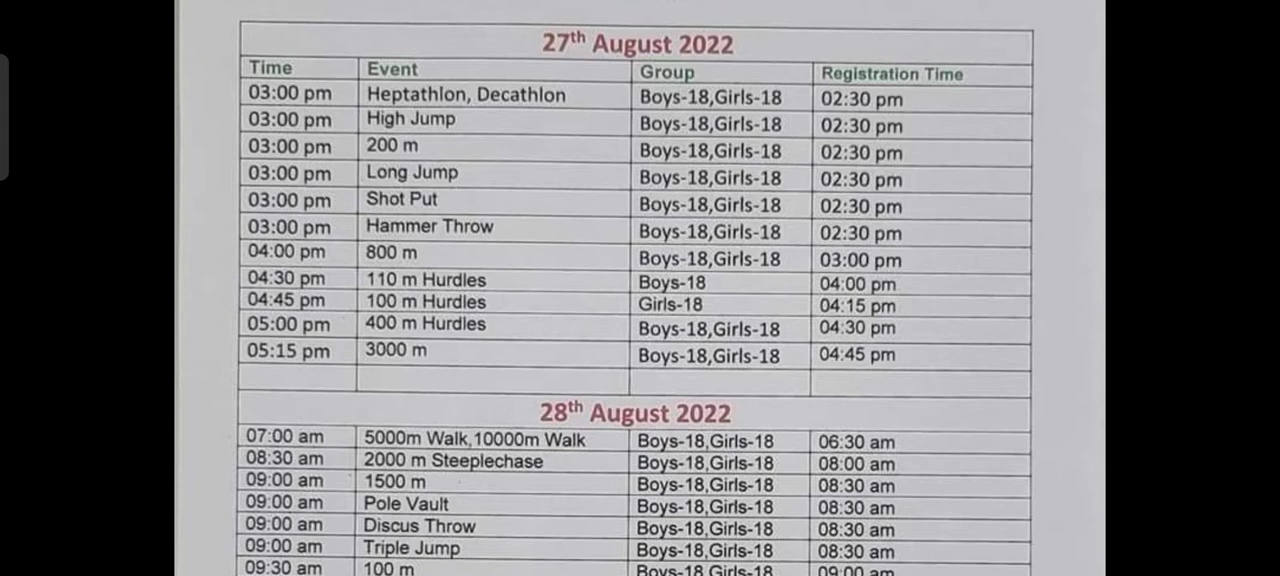 27th August 2022
Time Event Group Registration Time
03:00 pm Heptathlon, Decathlon Boys-18,Girls-18 02:30 pm
03:00 pm High Jump Boys-18,Girls-18 02:30 pm
03:00 pm 200 m Boys-18,Girls-18 02:30 pm
03:00 pm Long Jump Boys-18,Girls-18 02:30 pm
03:00 pm Shot Put Boys-18,Girls-18 02:30 pm
03:00 pm Hammer Throw Boys-18,Girls-18 02:30 pm
04:00 pm 800 m Boys-18,Girls-18 03:00 pm
04:30 pm 110 m Hurdles Boys-18 04:00 pm
04:45 pm 100 m Hurdles Girls-18 04:15 pm
05:00 pm 400 m Hurdles Boys-18,Girls-18 04:30 pm
05:15 pm 3000 m Boys-18,Girls-18 04:45 pm
28th August 2022
07:00 am 5000m Walk,10000m Walk Boys-18,Girls-18 06:30 am
08:30 am 2000 m Steeplechase Boys-18,Girls-18 08:00 am
09:00 am 1500 m Boys-18,Girls-18 08:30 am
09:00 am Pole Vault Boys-18,Girls-18 08:30 am
09:00 am Discus Throw Boys-18,Girls-18 08:30 am
09:00 am Triple Jump Boys-18,Girls-18 08:30 am
09:30 am 100 m Boys-18,Girls-18 09:00 am